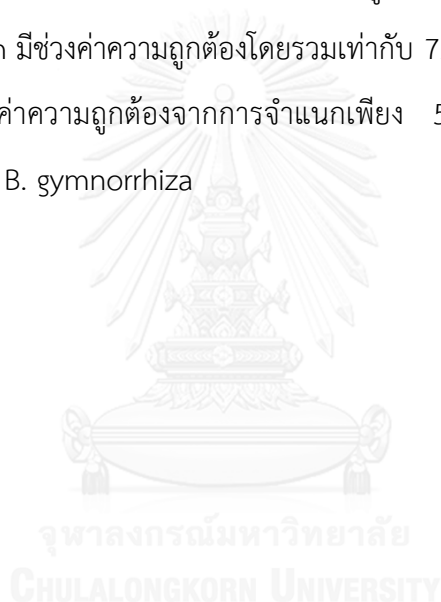 มีช่วงค่าความถูกต้องโดยรวมเท่ากับ 7
ค่าความถูกต้องจากการจำแนกเพียง 5
B. gymnorrhiza
จุฬาลงกรณ์มหาวิทยาลัย
CHULALONGKORN UNIVERSITY